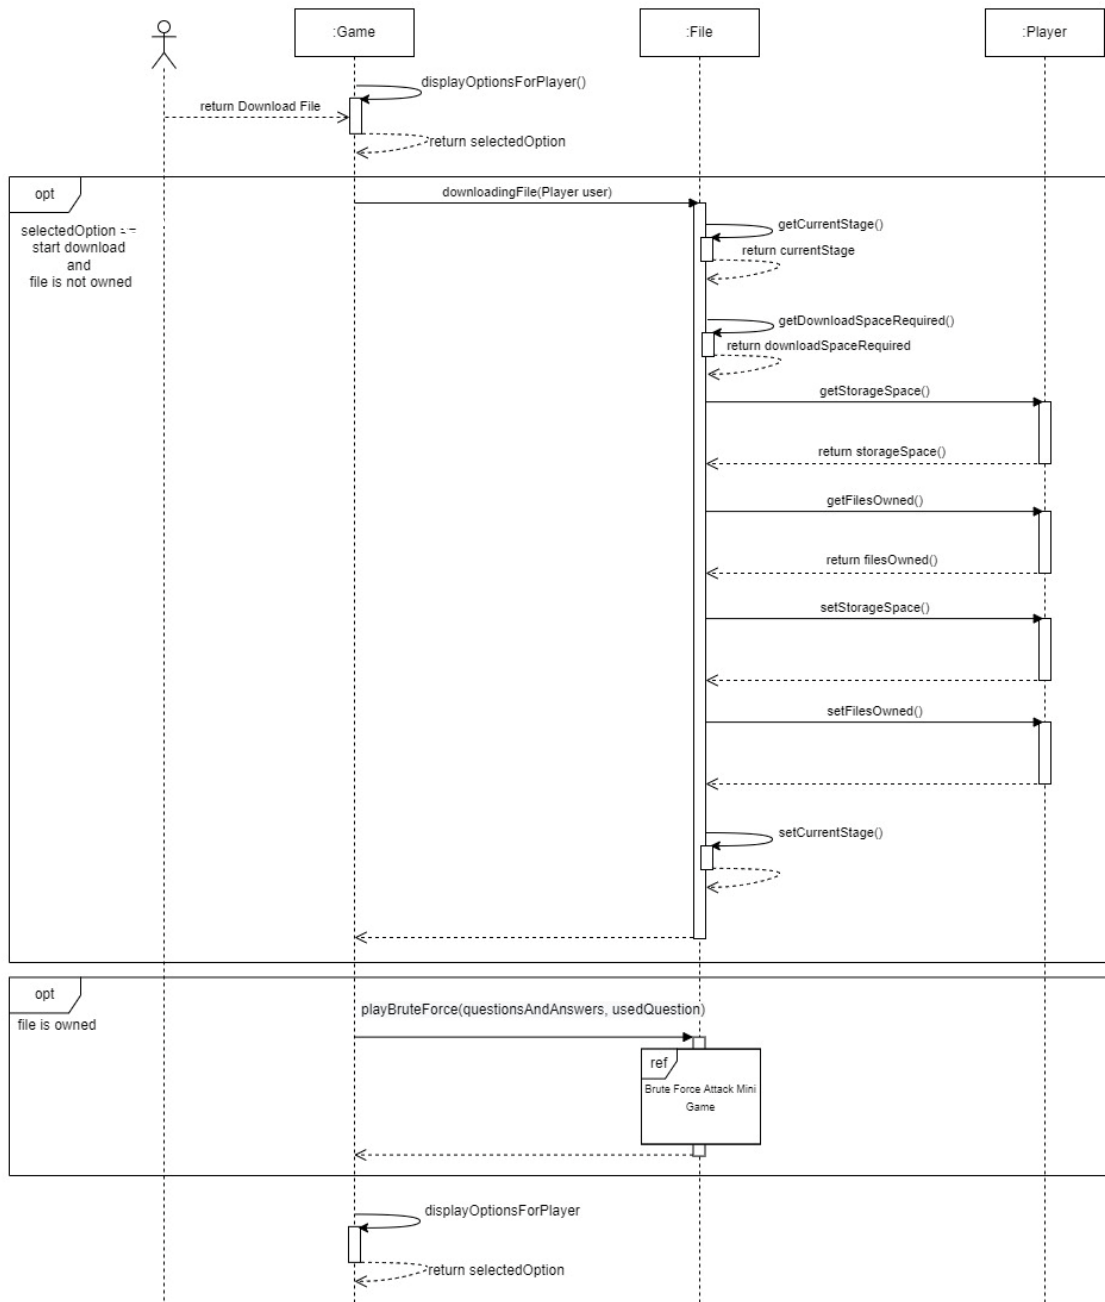 :Game
:File
:Player
displayOptionsForPlayer()
return Download File
return selectedOption
opt
downloadingFile(Player user)
selectedOption ==
start download
and
file is not owned
getCurrentStage()
return currentStage
getDownloadSpaceRequired()
return downloadSpaceRequired
getStorageSpace()
return storageSpace()
getFilesOwned()
return filesOwned()
setStorageSpace()
setFilesOwned()
setCurrentStage()
opt
file is owned
playBruteForce(questionsAndAnswers, usedQuestion)
ref
Brute Force Attack Mini
Game
displayOptionsForPlayer
return selectedOption